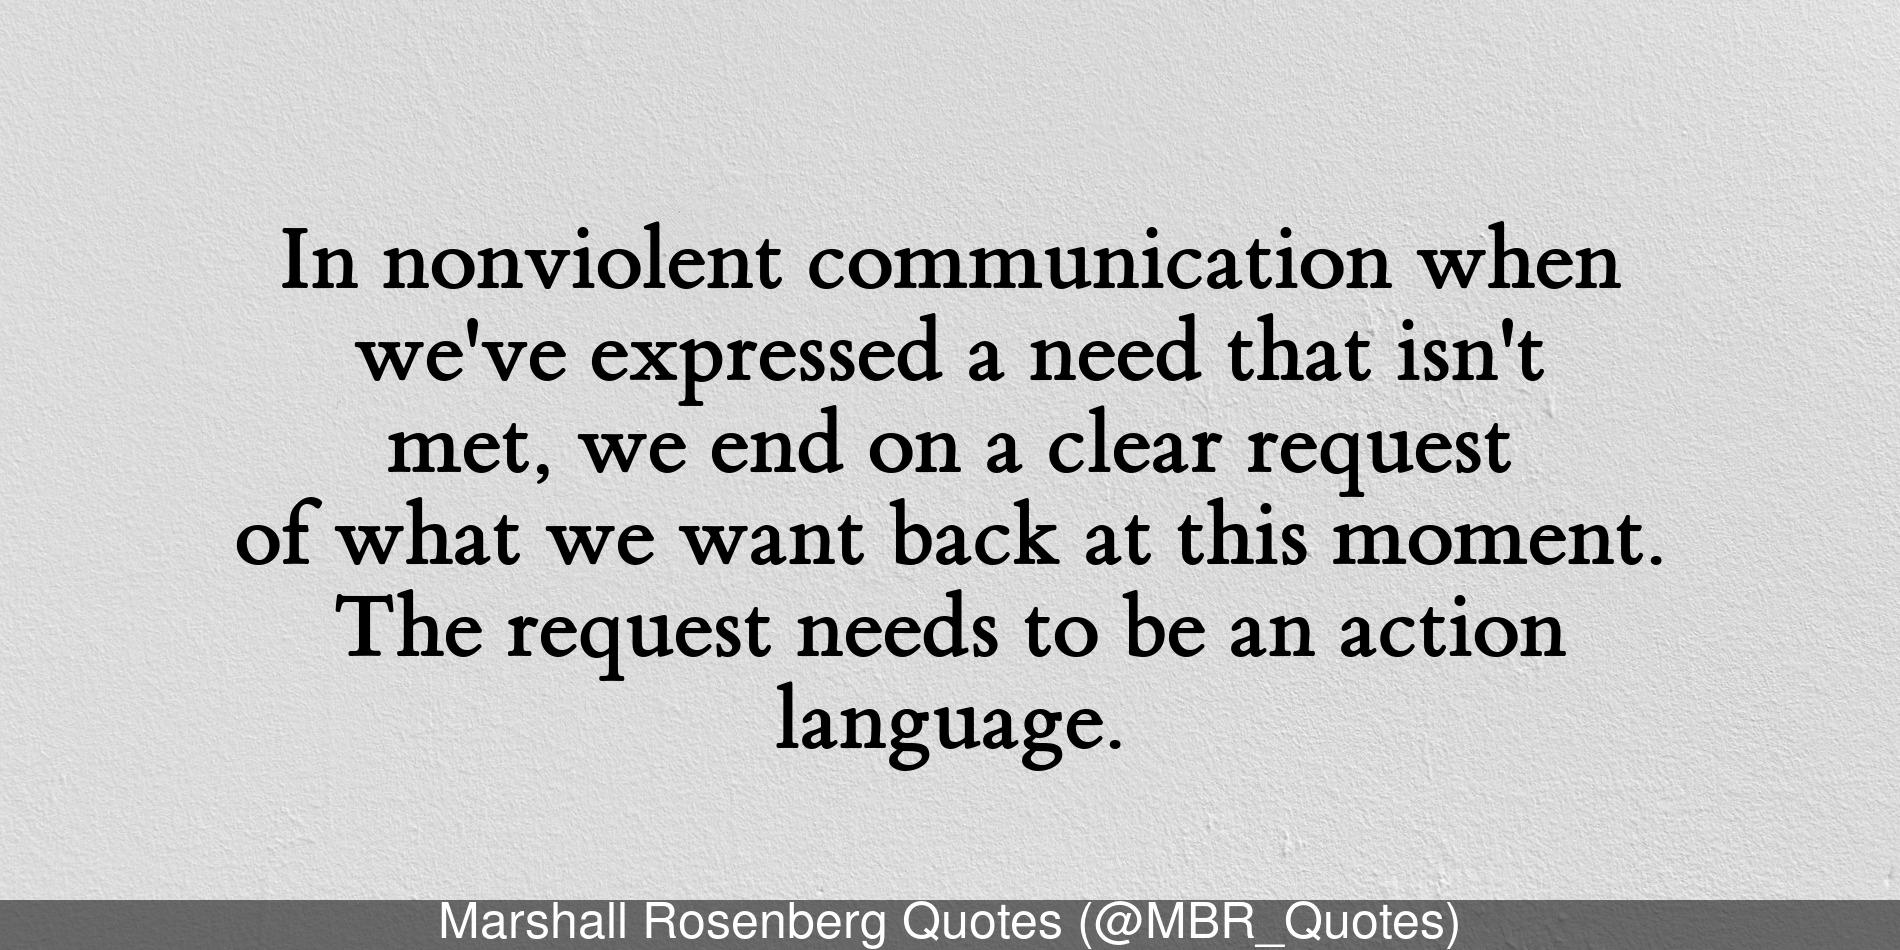 In nonviolent communication when
we've expressed a need that isn't
met, we end on a clear request
of what we want back at this moment.
The request needs to be an action
language.
Marshall Rosenberg Quotes (@MBR_Quotes)